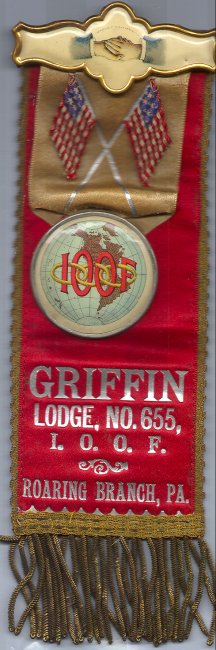 IOOF
GRIFFIN
LODGE, NO. 655,
I. O. O. F.
ROARING BRANCH, PA.